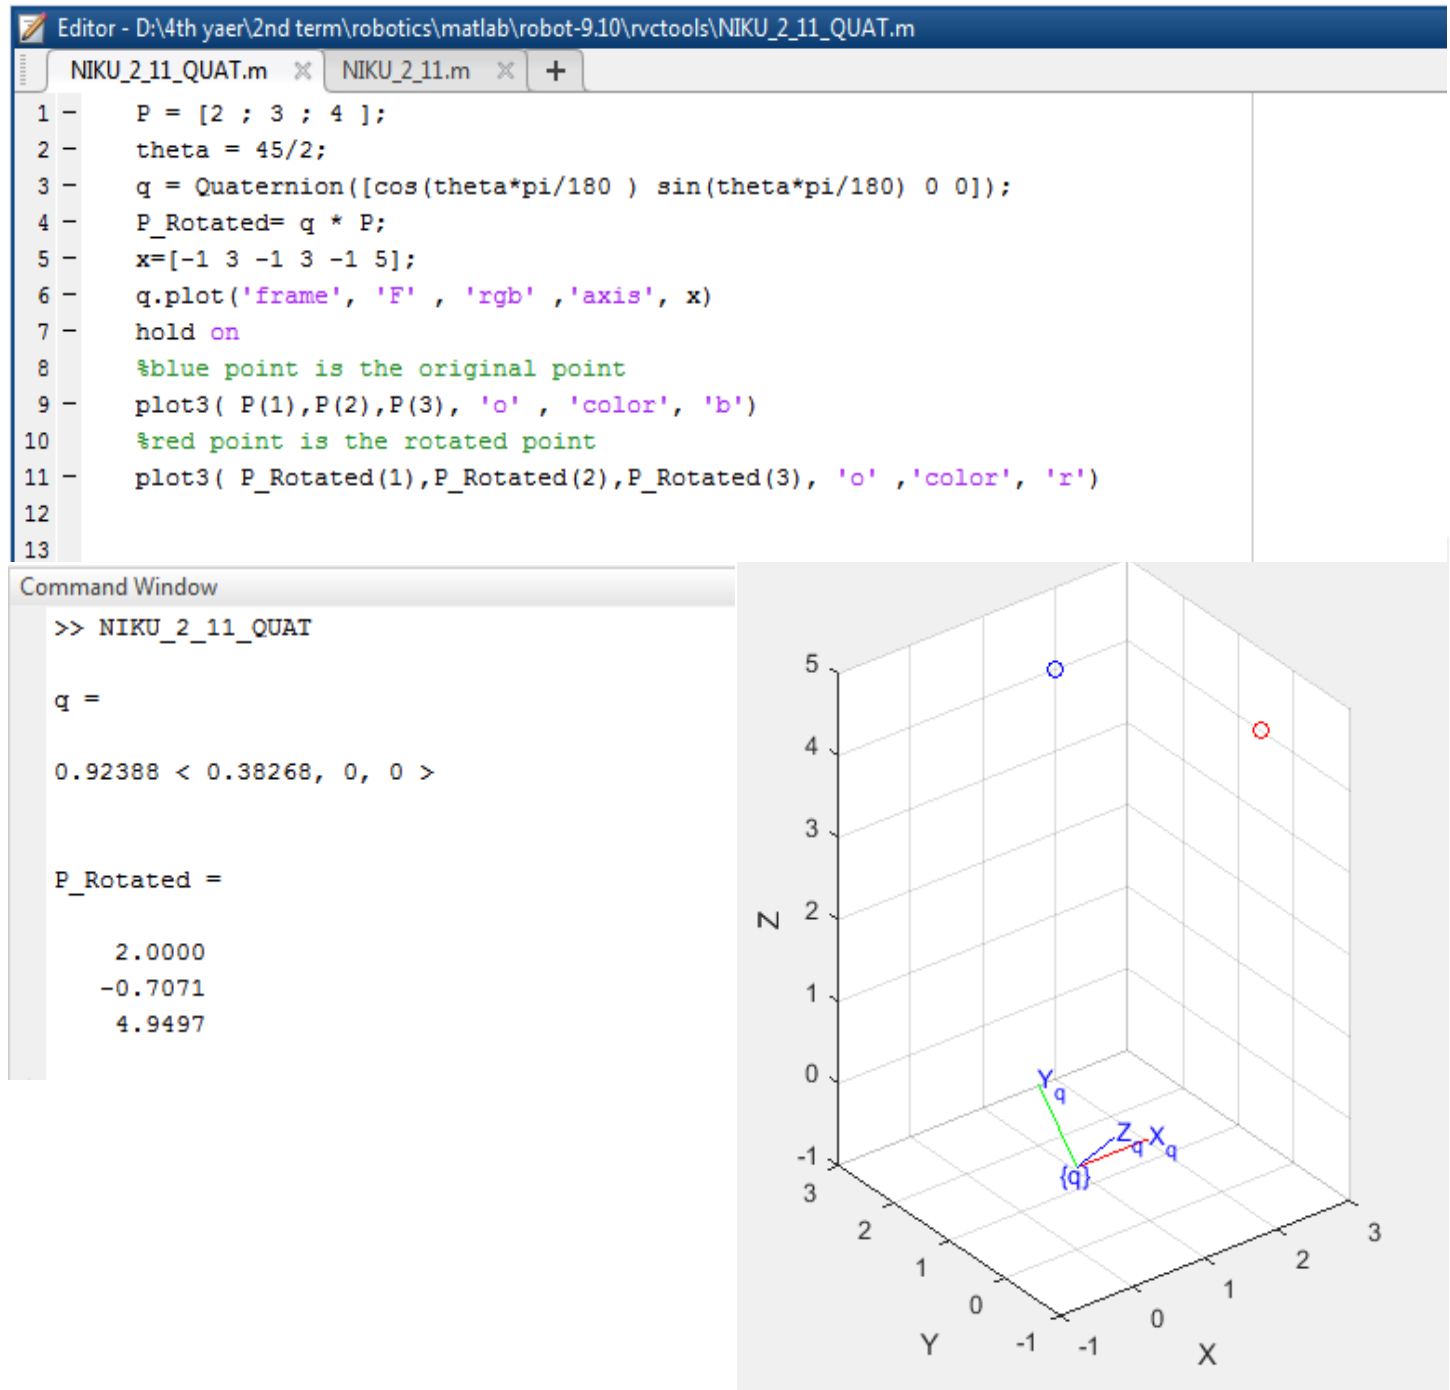 Editor - D:\4th yaer\2nd term\robotics\matlab\robot-9.10\rvctools\NIKU_2_11_QUAT.m
NIKU_2_11_QUAT.m × NIKU_2_11.m × +
1 – P = [2 ; 3 ; 4 ];
2 – theta = 45/2;
3 – q = Quaternion([cos(theta*pi/180 ) sin(theta*pi/180) 0 0]);
4 – P_Rotated= q * P;
5 – x=[-1 3 -1 3 -1 5];
6 – q.plot('frame', 'F' , 'rgb' ,'axis', x)
7 – hold on
8 %blue point is the original point
9 – plot3( P(1),P(2),P(3), 'o' , 'color', 'b')
10 %red point is the rotated point
11 – plot3( P_Rotated(1),P_Rotated(2),P_Rotated(3), 'o' ,'color', 'r')
12
13
Command Window
>> NIKU_2_11_QUAT
q =
0.92388 < 0.38268, 0, 0 >
P_Rotated =
2.0000
-0.7071
4.9497
5
4
3
2
1
0
-1
Z
3
2
1
0
-1
Y
-1
0
1
2
3
X
Yq
Zq
Xq
{q}